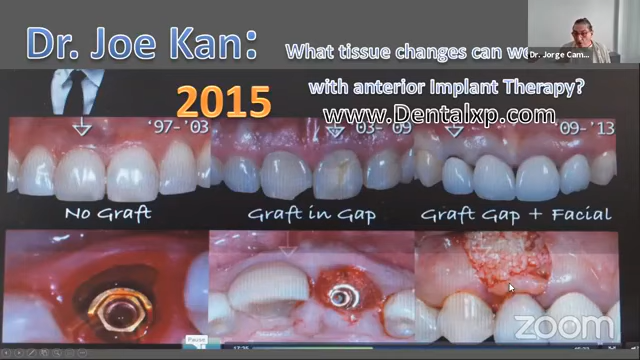 Dr. Joe Kan:
What tissue changes can we
Dr. Jorge Cam...
with anterior Implant Therapy?
2015
www.Dentalxp.com
'97-'03
03-'09
'09-'13
No Graft
Graft in Gap
Graft Gap + Facial
zoom
Pause